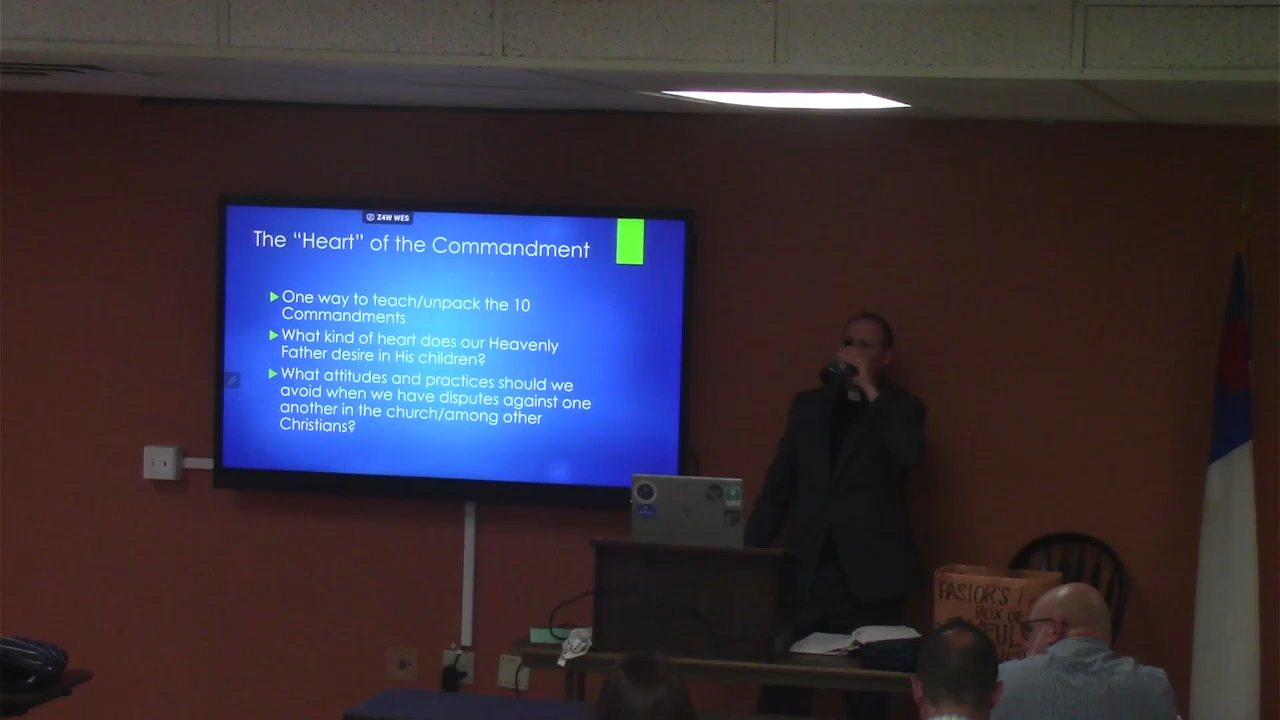 Z4W WES
The “Heart” of the Commandment
One way to teach/unpack the 10
Commandments
What kind of heart does our Heavenly
Father desire in His children?
What attitudes and practices should we
avoid when we have disputes against one
another in the church/among other
Christians?
PASTOR'S
BOX OF